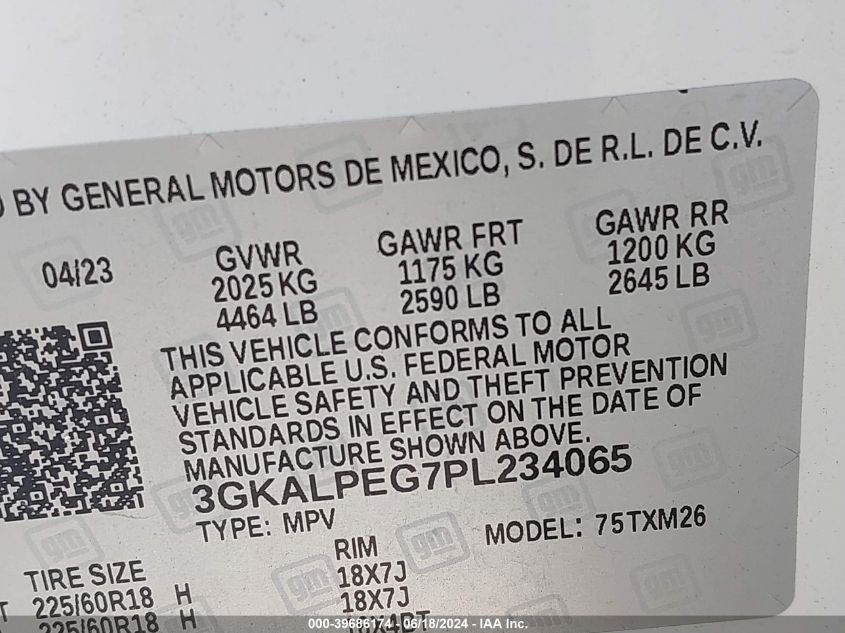 BY GENERAL MOTORS DE MEXICO, S. DE R.L. DE C.V.
04/23 GVWR GAWR FRT GAWR RR
2025 KG 1175 KG 1200 KG
4464 LB 2590 LB 2645 LB
THIS VEHICLE CONFORMS TO ALL
APPLICABLE U.S. FEDERAL MOTOR
VEHICLE SAFETY AND THEFT PREVENTION
STANDARDS IN EFFECT ON THE DATE OF
MANUFACTURE SHOWN ABOVE.
3GKALPEG7PL234065
TYPE: MPV MODEL: 75TXM26
TIRE SIZE RIM
225/60R18 H 18X7J
225/60R18 H 18X7J
000-39686174 - 06/18/2024 - IAA Inc.